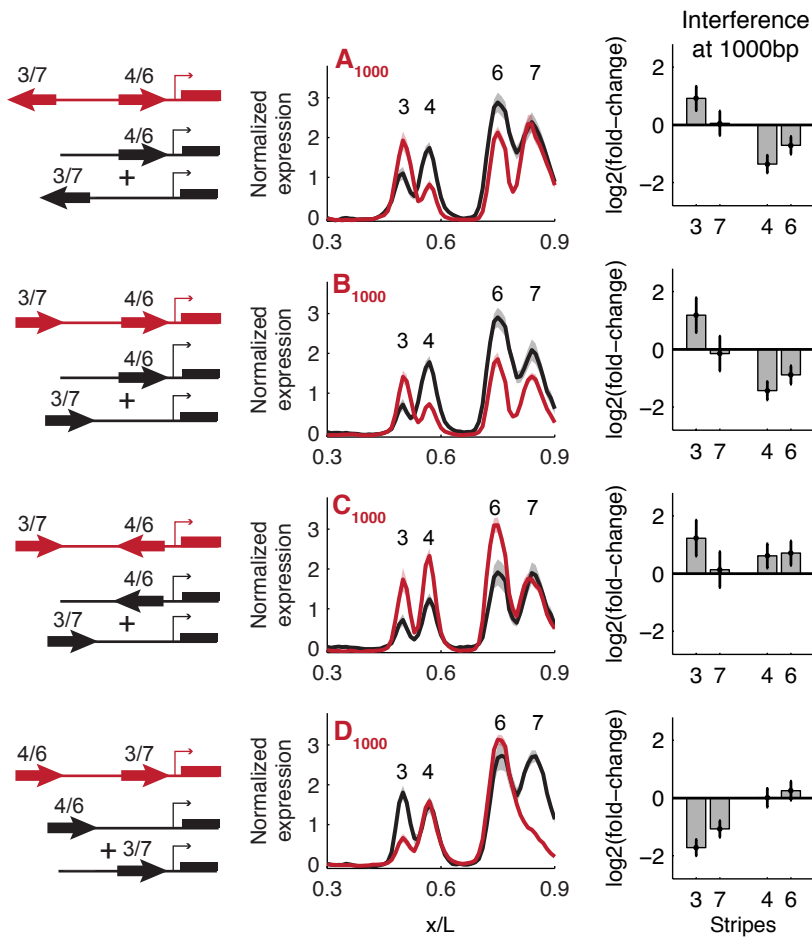 Interference
at 1000bp
3/7 4/6
4/6
3/7 +
A1000
3 4 6 7
Normalized
expression
3
2
1
0
0.3 0.6 0.9
log2(fold−change)
2
0
−2
3 7 4 6
3/7 4/6
4/6
3/7 +
B1000
3 4 6 7
Normalized
expression
3
2
1
0
0.3 0.6 0.9
log2(fold−change)
2
0
−2
3 7 4 6
3/7 4/6
4/6
3/7 +
C1000
3 4 6 7
Normalized
expression
3
2
1
0
0.3 0.6 0.9
log2(fold−change)
2
0
−2
3 7 4 6
4/6 3/7
4/6
+ 3/7
D1000
3 4 6 7
Normalized
expression
3
2
1
0
0.3 0.6 0.9
x/L
log2(fold−change)
2
0
−2
3 7 4 6
Stripes